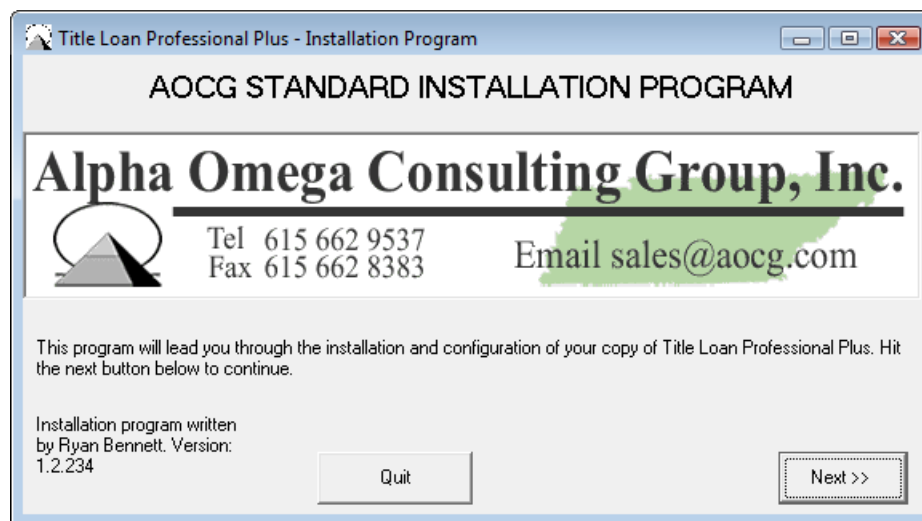 Title Loan Professional Plus - Installation Program
AOCG STANDARD INSTALLATION PROGRAM
Alpha Omega Consulting Group, Inc.
Tel 615 662 9537
Fax 615 662 8383
Email sales@aocg.com
This program will lead you through the installation and configuration of your copy of Title Loan Professional Plus. Hit
the next button below to continue.
Installation program written
by Ryan Bennett. Version:
1.2.234
Quit
Next >>